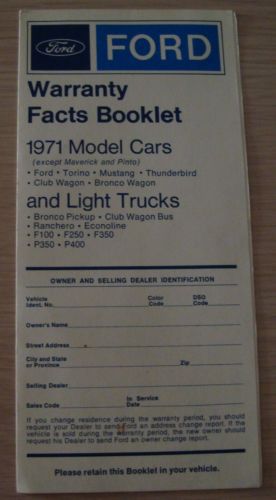 Ford
FORD
Warranty
Facts Booklet
1971 Model Cars
(except Maverick and Pinto)
• Ford • Torino • Mustang • Thunderbird
• Club Wagon • Bronco Wagon
and Light Trucks
• Bronco Pickup • Club Wagon Bus
• Ranchero • Econoline
• F100 • F250 • F350
• P350 • P400
OWNER AND SELLING DEALER IDENTIFICATION
Vehicle Color DSO
Ident. No. Code Code
Owner's Name
Street Address
City and State
or Province Zip
Selling Dealer
In Service
Sales Code Date
If you change residence during the warranty period, you should
request your Dealer to send Ford an address change report. If the
vehicle is sold during the warranty period, the new owner should
request his Dealer to send Ford an owner change report.
Please retain this Booklet in your vehicle.